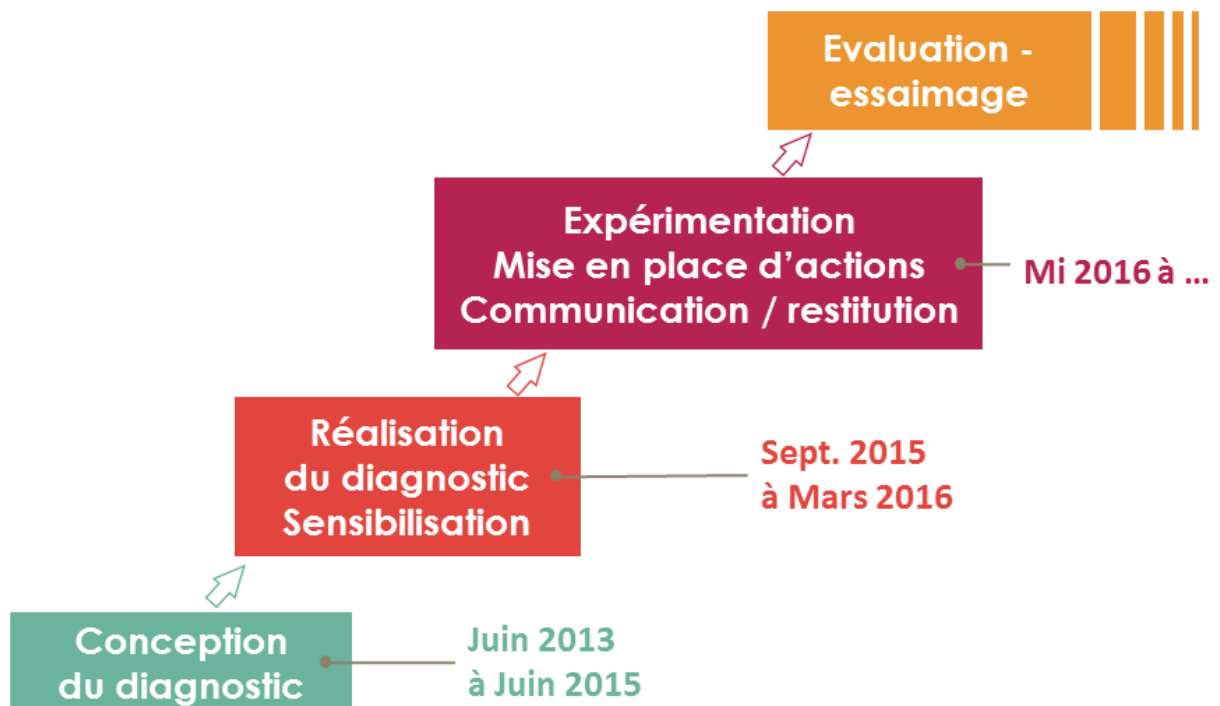 Evaluation -
essaimage
Expérimentation
Mise en place d’actions
Communication / restitution
Mi 2016 à ...
Réalisation
du diagnostic
Sensibilisation
Sept. 2015
à Mars 2016
Conception
du diagnostic
Juin 2013
à Juin 2015